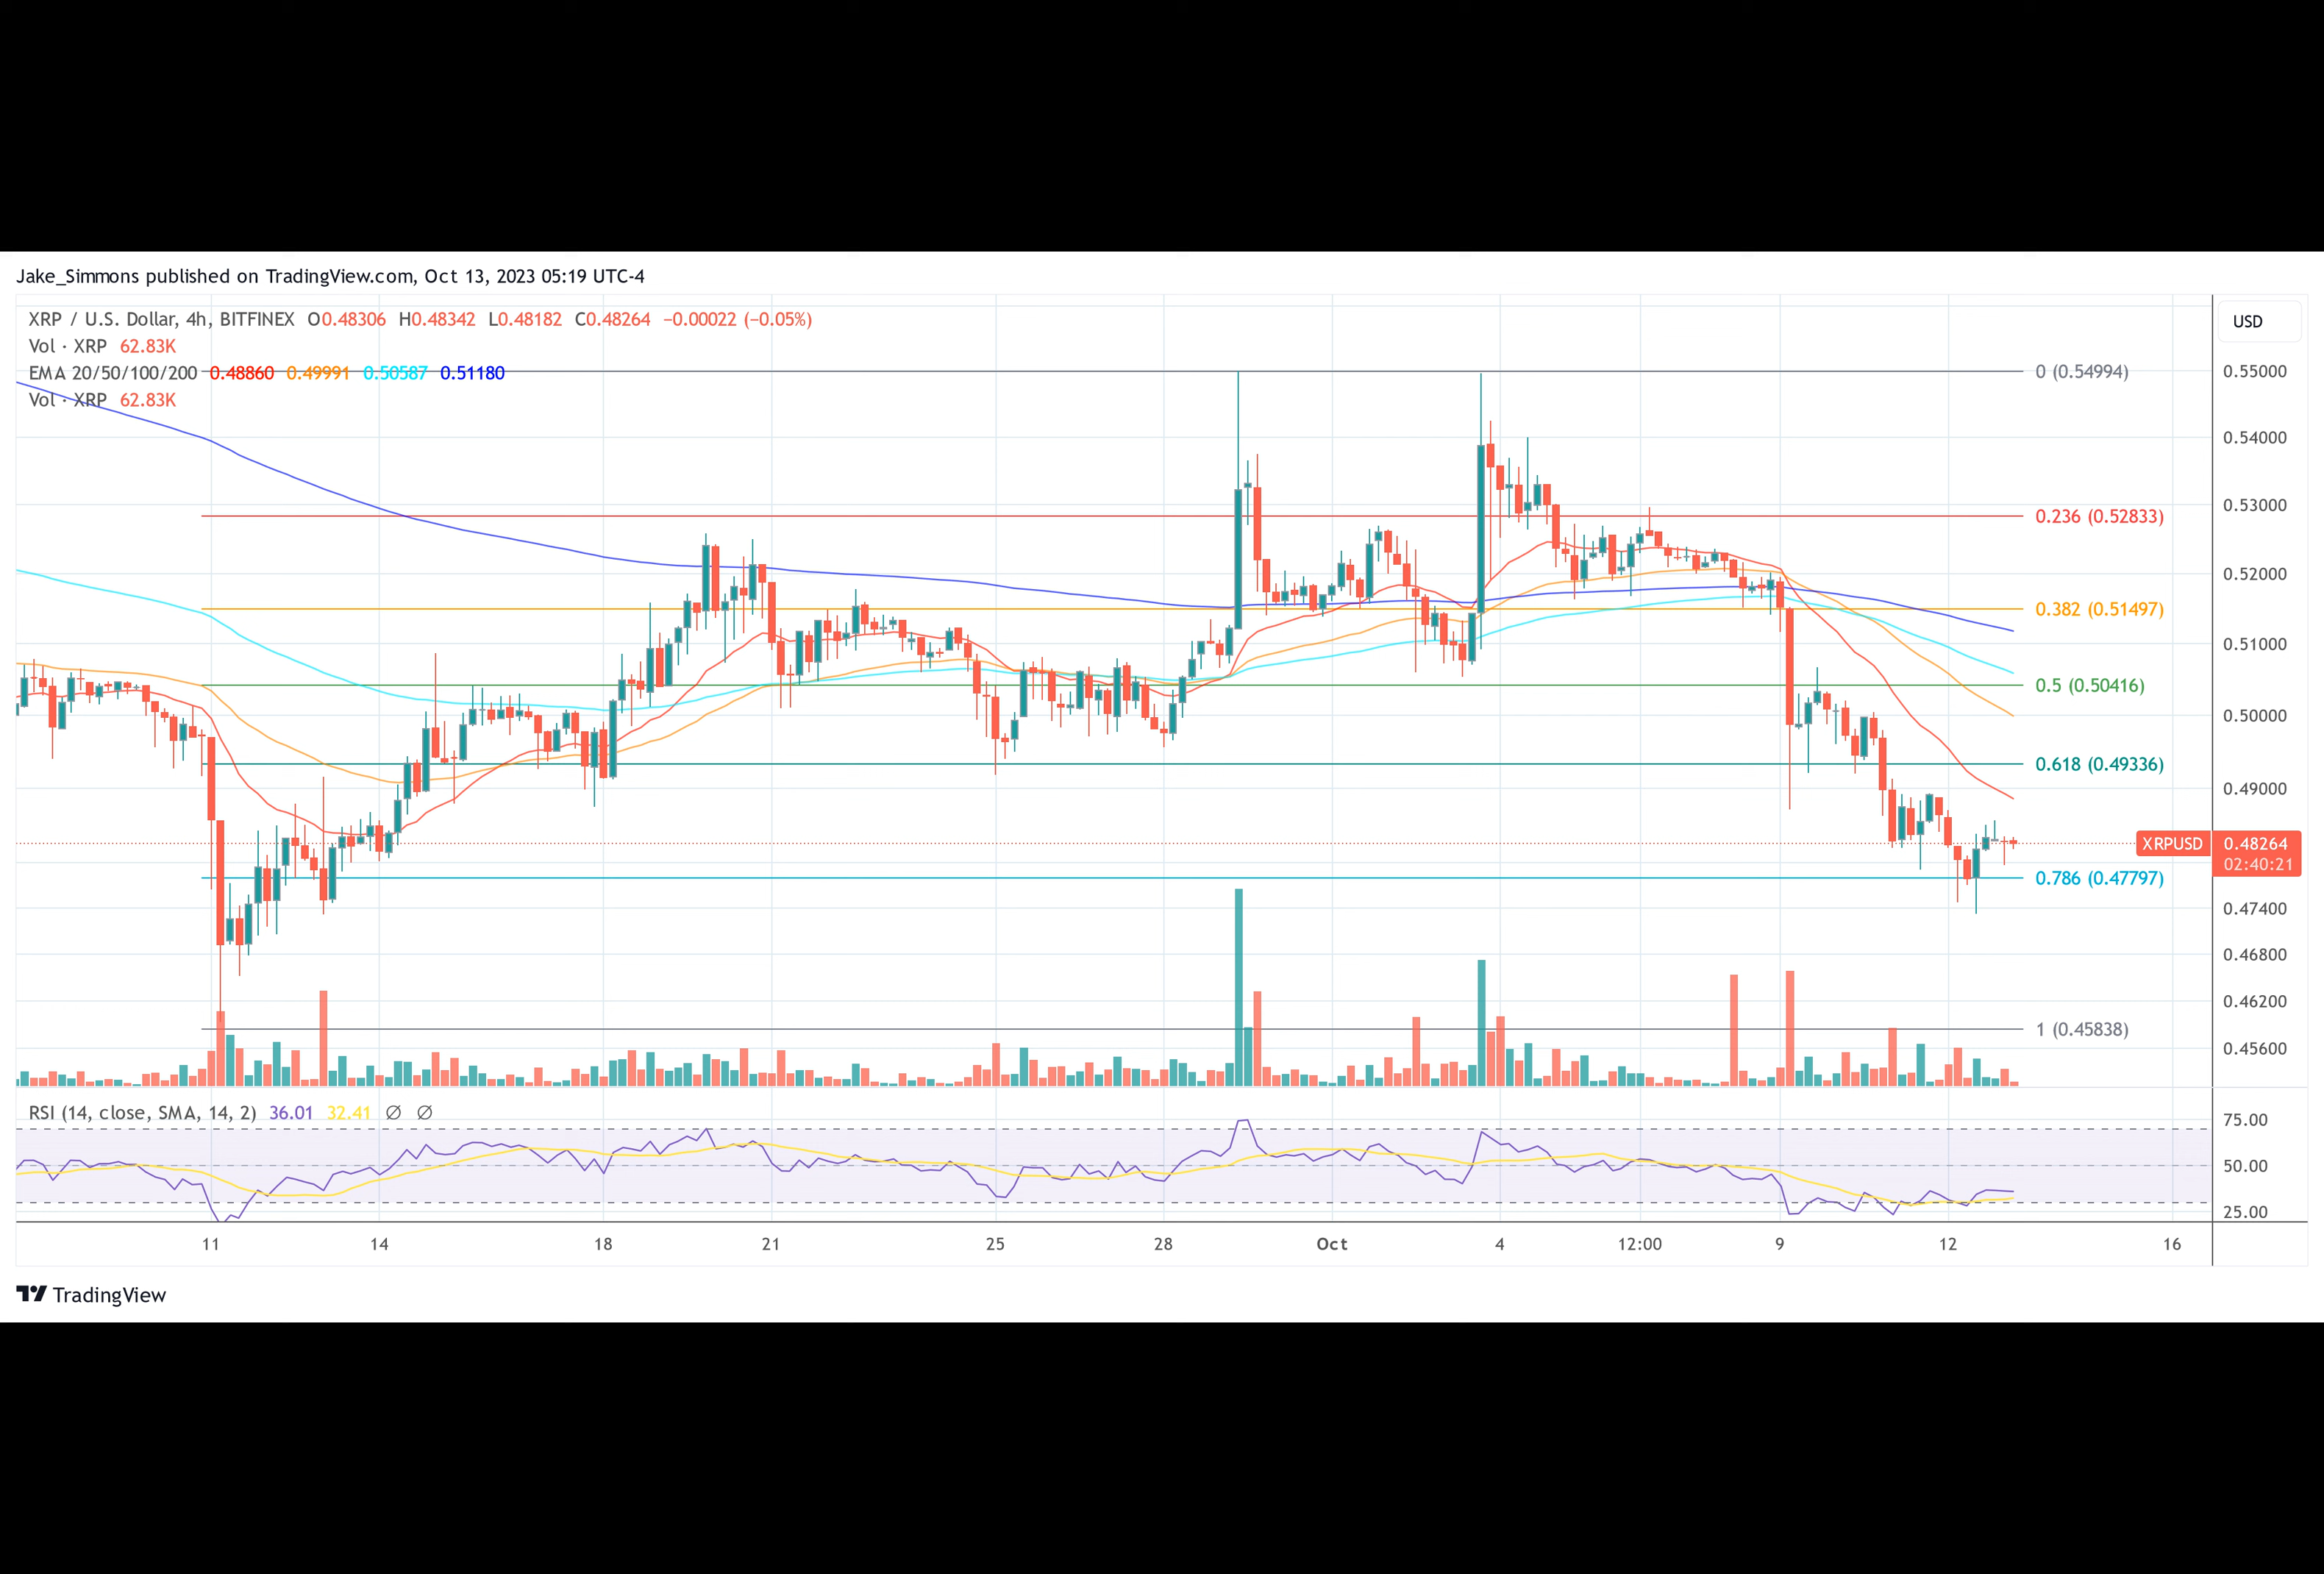 Jake_Simmons published on TradingView.com, Oct 13, 2023 05:19 UTC-4
XRP / U.S. Dollar, 4h, BITFINEX O0.48306 H0.48342 L0.48182 C0.48264 −0.00022 (−0.05%)
USD
Vol · XRP 62.83K
EMA 20/50/100/200 0.48860 0.49991 0.50587 0.51180
Vol · XRP 62.83K
0 (0.54994)
0.55000
0.54000
0.53000
0.236 (0.52833)
0.52000
0.382 (0.51497)
0.51000
0.5 (0.50416)
0.50000
0.618 (0.49336)
0.49000
XRPUSD 0.48264
02:40:21
0.786 (0.47797)
0.47400
0.46800
0.46200
1 (0.45838)
0.45600
RSI (14, close, SMA, 14, 2) 36.01 32.41 Ø Ø
75.00
50.00
25.00
11 14 18 21 25 28 Oct 4 12:00 9 12 16
TradingView